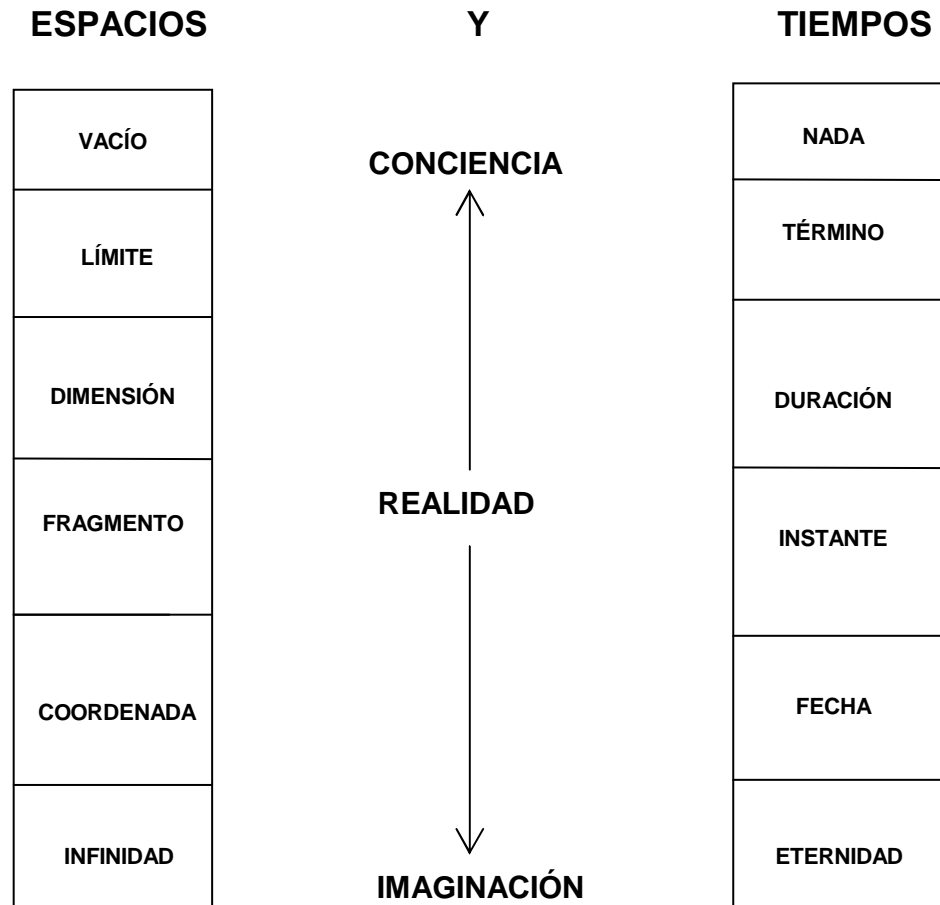 ESPACIOS Y TIEMPOS
VACÍO
NADA
CONCIENCIA
LÍMITE
TÉRMINO
DIMENSIÓN
DURACIÓN
REALIDAD
FRAGMENTO
INSTANTE
COORDENADA
FECHA
INFINIDAD
ETERNIDAD
IMAGINACIÓN